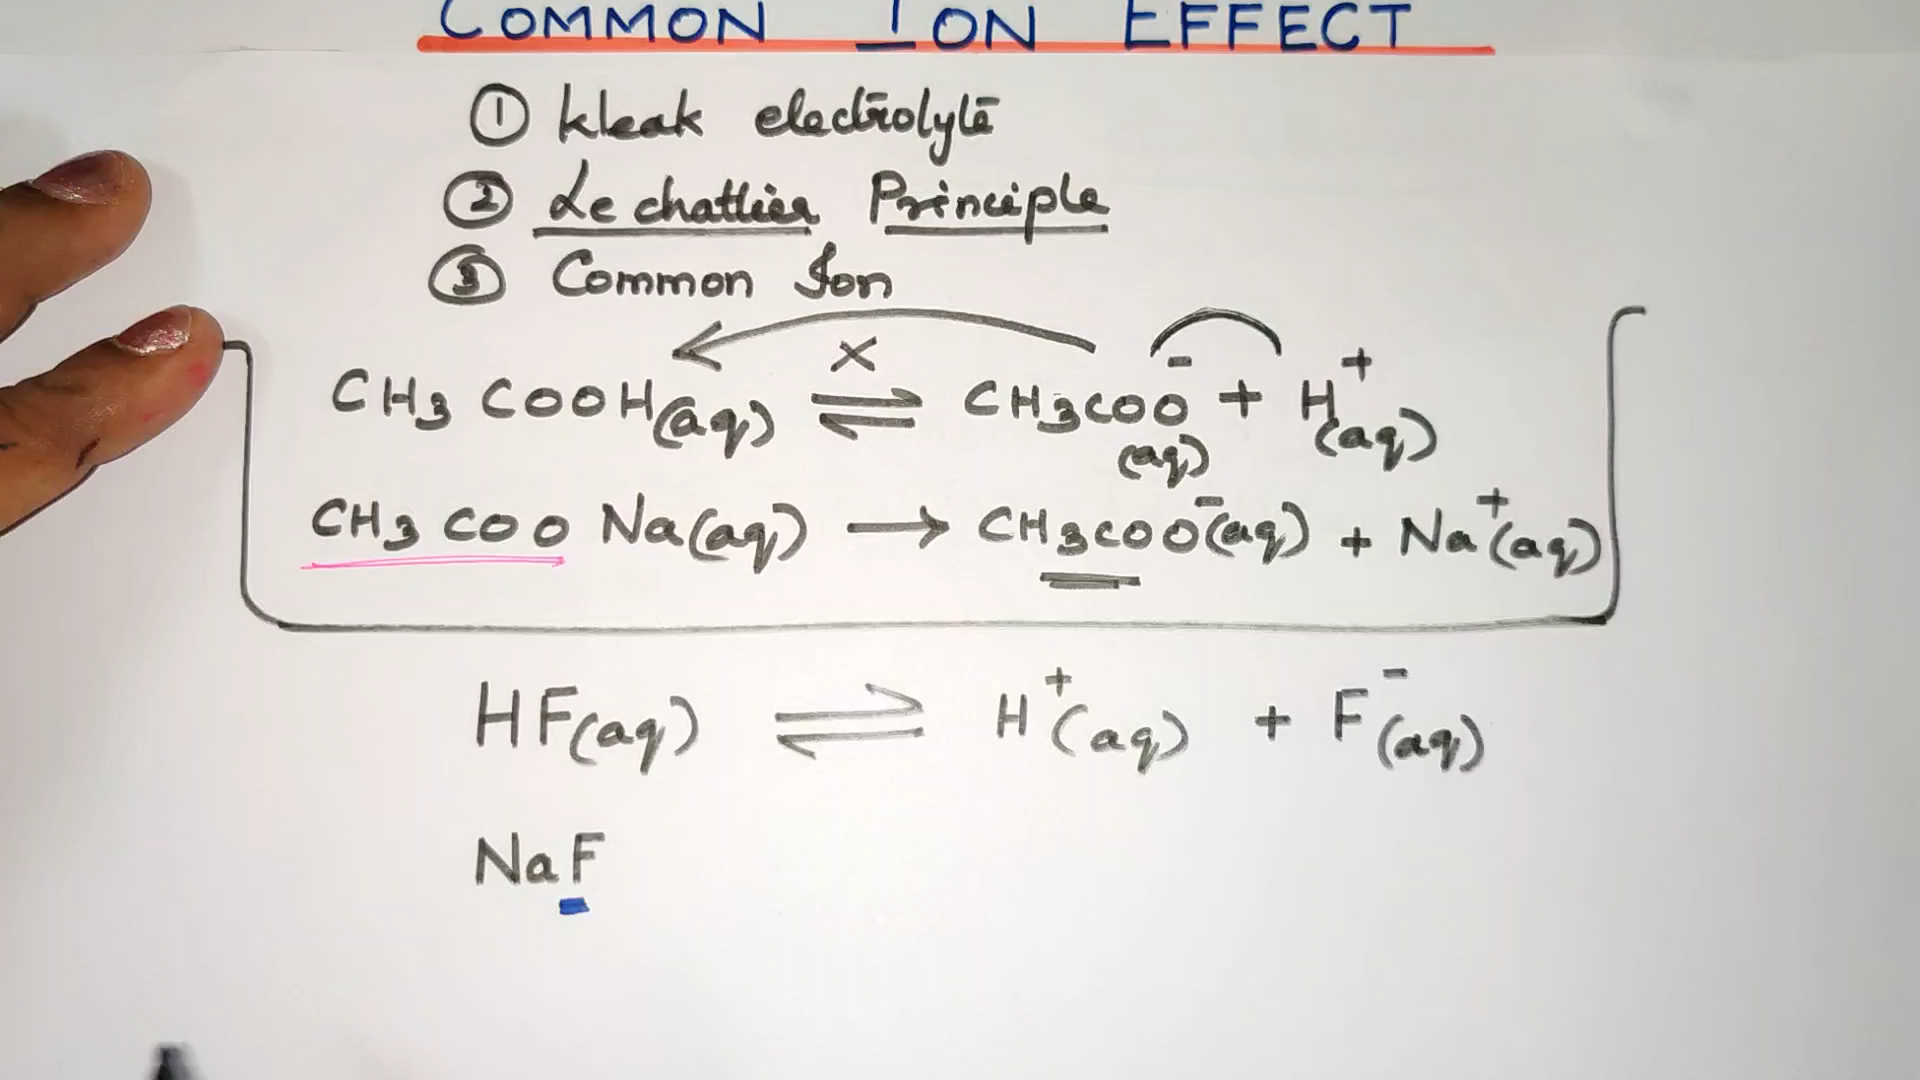 COMMON ION EFFECT
① Weak electrolyte
② Le chatlier Principle
③ Common Ion
x
CH3 COOH(aq) ⇌ CH3COO⁻(aq) + H⁺(aq)
CH3 COO Na(aq) → CH3COO⁻(aq) + Na⁺(aq)
HF(aq) ⇌ H⁺(aq) + F⁻(aq)
NaF